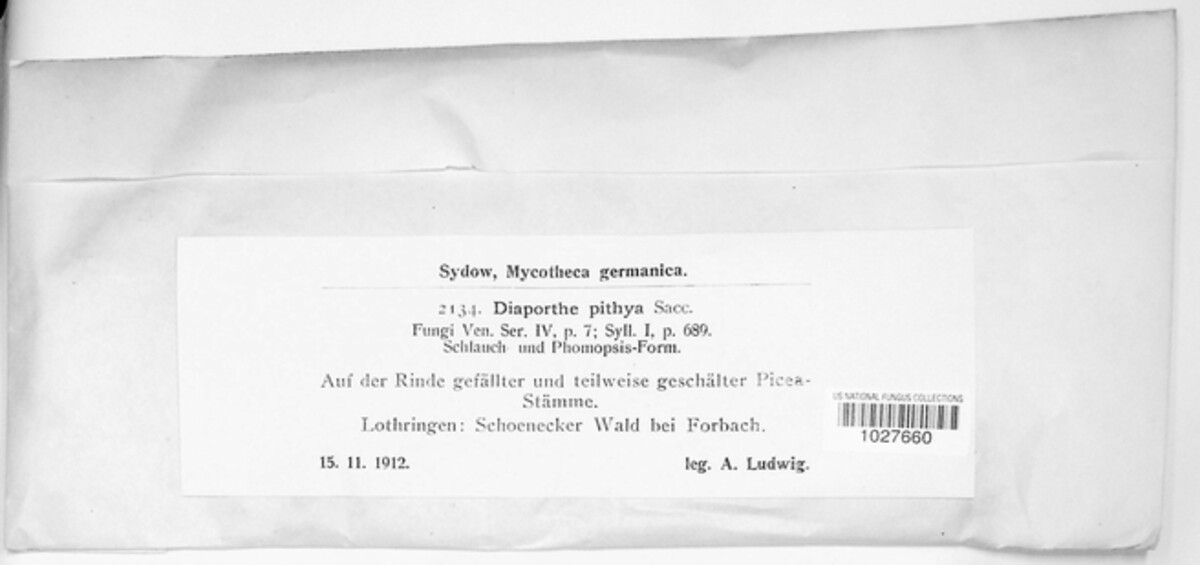 Sydow, Mycotheca germanica.
2134. Diaporthe pithya Sacc.
Fungi Ven. Ser. IV, p. 7; Syll. I, p. 689.
Schlauch- und Phomopsis-Form.
Auf der Rinde gefällter und teilweise geschälter Picea-
Stämme.
Lothringen: Schoenecker Wald bei Forbach.
15. 11. 1912. leg. A. Ludwig.
US NATIONAL FUNGUS COLLECTIONS
1027660